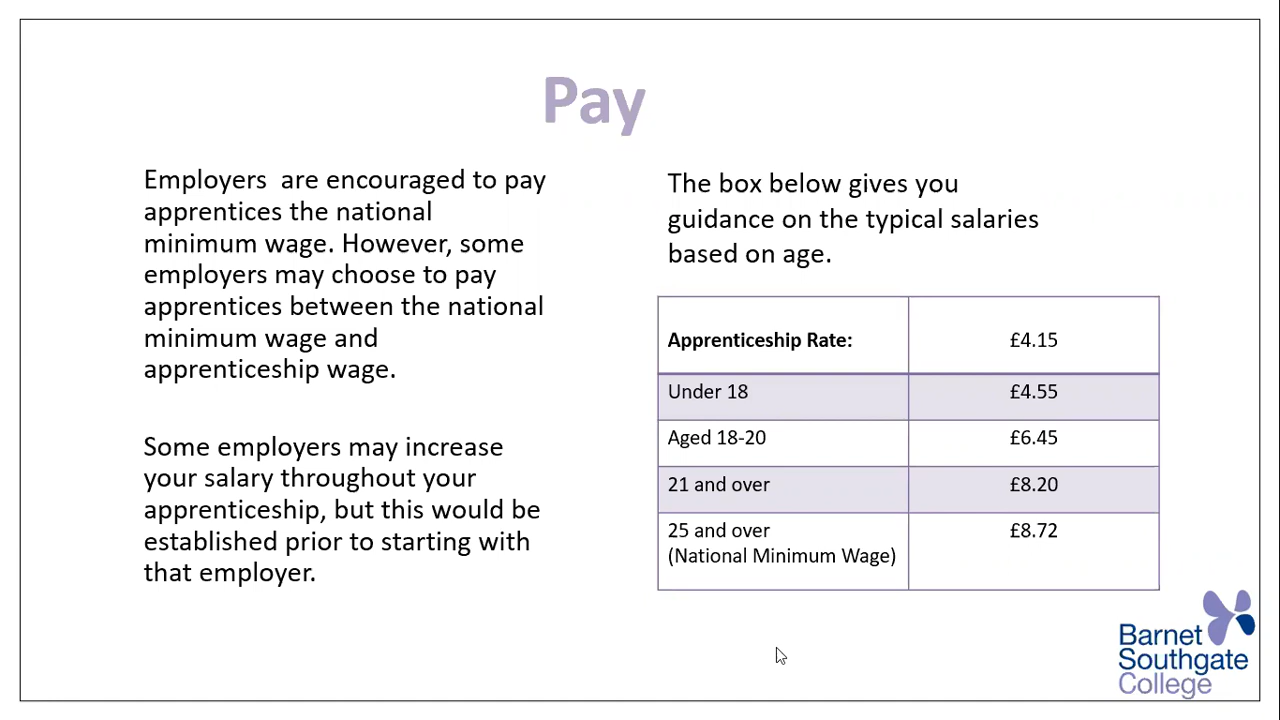 Pay
Employers  are encouraged to pay
apprentices the national
minimum wage. However, some
employers may choose to pay
apprentices between the national
minimum wage and
apprenticeship wage.
Some employers may increase
your salary throughout your
apprenticeship, but this would be
established prior to starting with
that employer.
The box below gives you
guidance on the typical salaries
based on age.
Apprenticeship Rate: £4.15
Under 18 £4.55
Aged 18-20 £6.45
21 and over £8.20
25 and over £8.72
(National Minimum Wage)
Barnet
Southgate
College